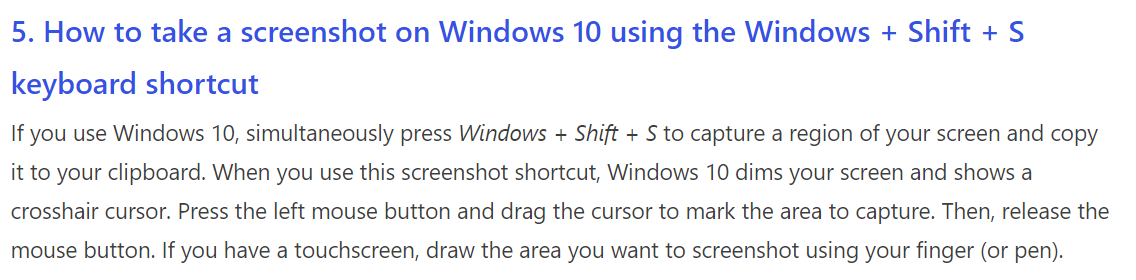 5. How to take a screenshot on Windows 10 using the Windows + Shift + S
keyboard shortcut
If you use Windows 10, simultaneously press Windows + Shift + S to capture a region of your screen and copy
it to your clipboard. When you use this screenshot shortcut, Windows 10 dims your screen and shows a
crosshair cursor. Press the left mouse button and drag the cursor to mark the area to capture. Then, release the
mouse button. If you have a touchscreen, draw the area you want to screenshot using your finger (or pen).